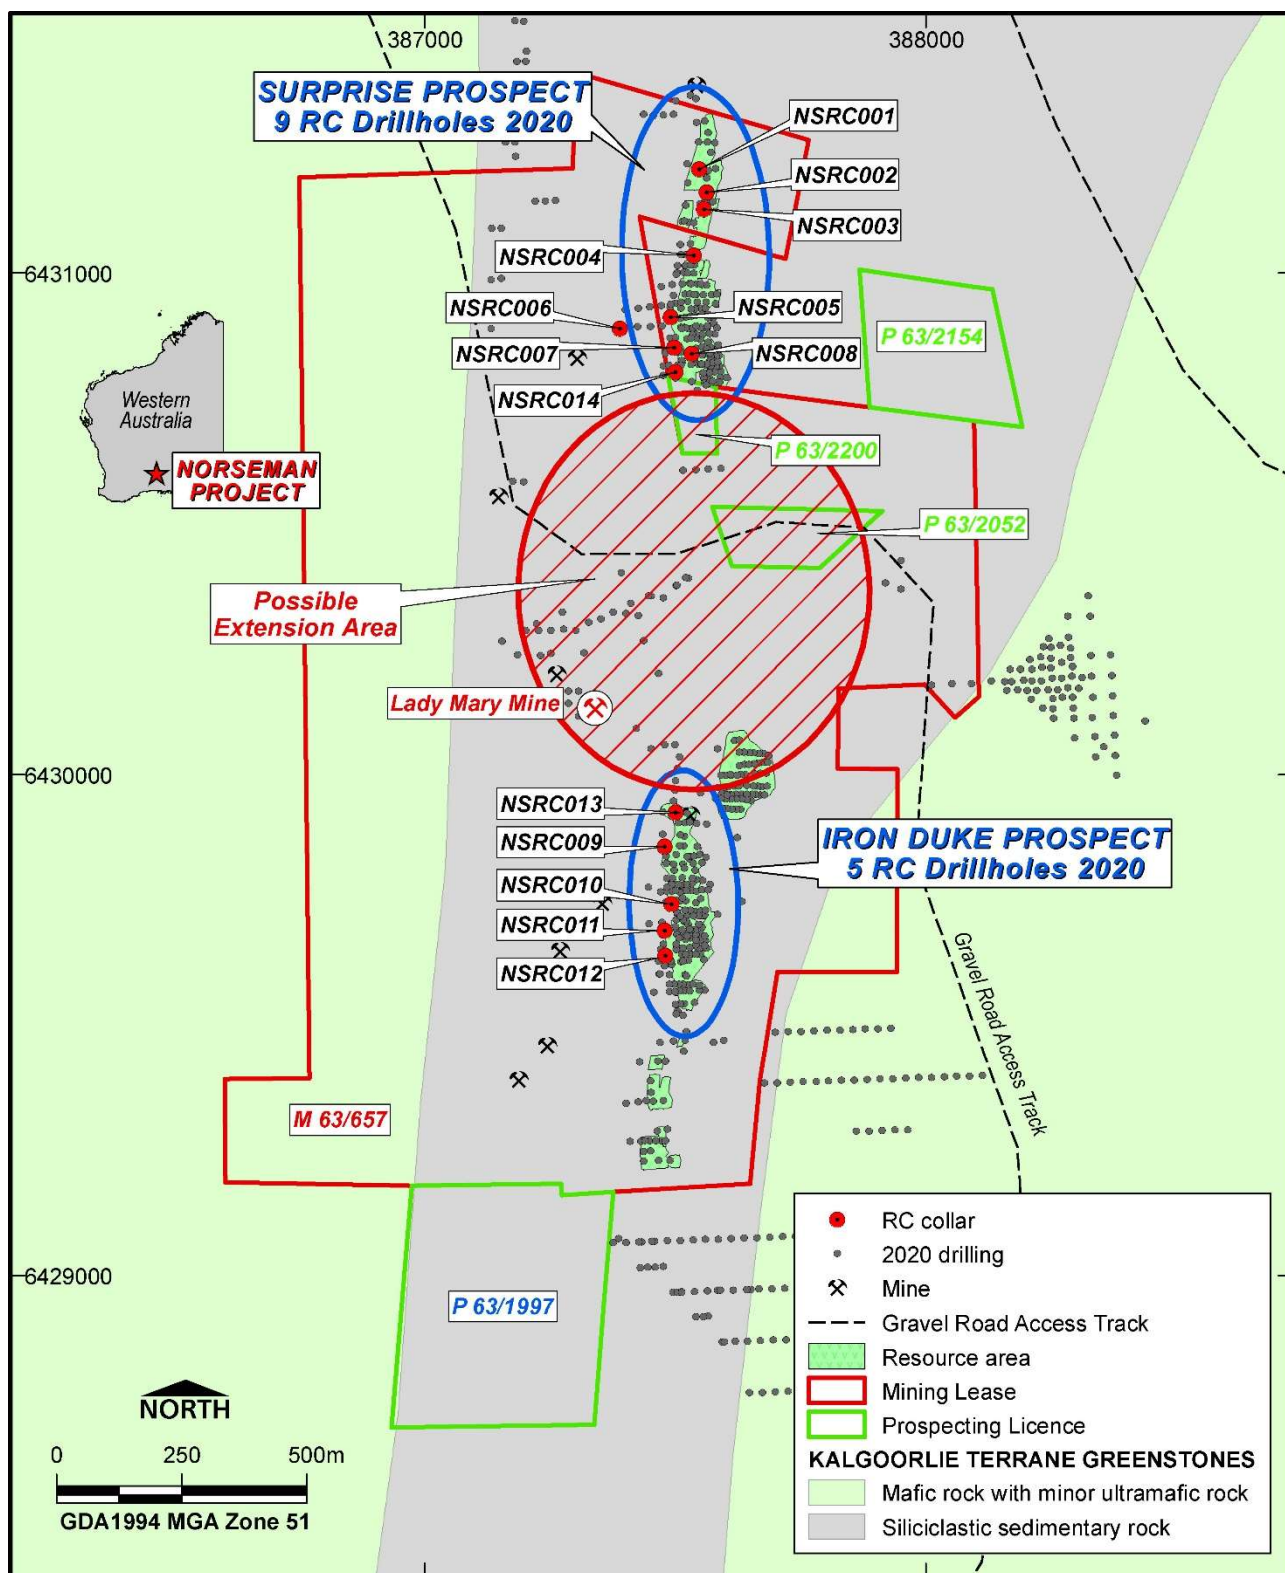 387000
388000
SURPRISE PROSPECT
9 RC Drillholes 2020
NSRC001
NSRC002
NSRC003
NSRC004
6431000
NSRC006
NSRC005
P 63/2154
NSRC007
NSRC008
Western
Australia
NSRC014
P 63/2200
NORSEMAN
PROJECT
P 63/2052
Possible
Extension Area
Lady Mary Mine
6430000
NSRC013
NSRC009
IRON DUKE PROSPECT
5 RC Drillholes 2020
NSRC010
NSRC011
NSRC012
Gravel Road Access Track
M 63/657
6429000
P 63/1997
RC collar
2020 drilling
Mine
Gravel Road Access Track
Resource area
Mining Lease
Prospecting Licence
KALGOORLIE TERRANE GREENSTONES
Mafic rock with minor ultramafic rock
Siliciclastic sedimentary rock
NORTH
0 250 500m
GDA1994 MGA Zone 51